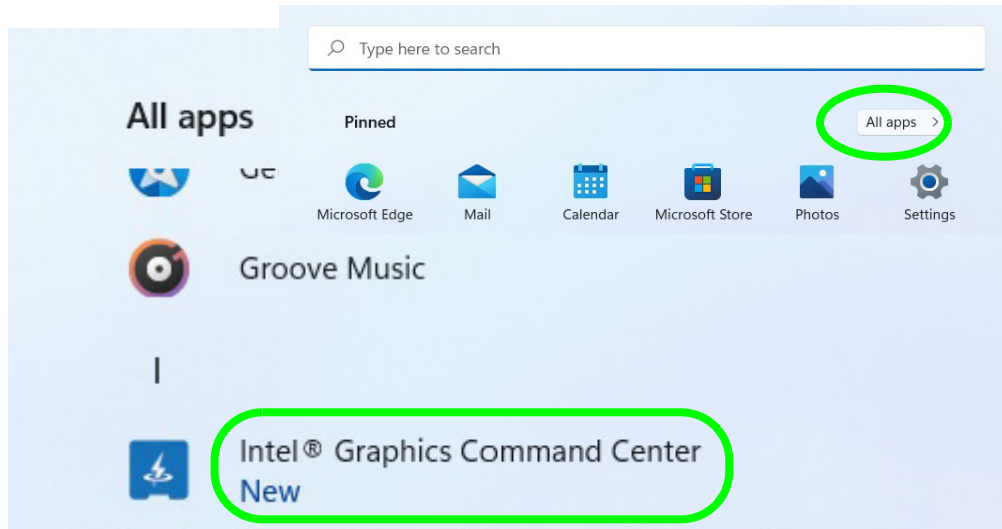 Type here to search
All apps
Pinned
All apps
Microsoft Edge
Mail
Calendar
Microsoft Store
Photos
Settings
Groove Music
I
Intel® Graphics Command Center
New